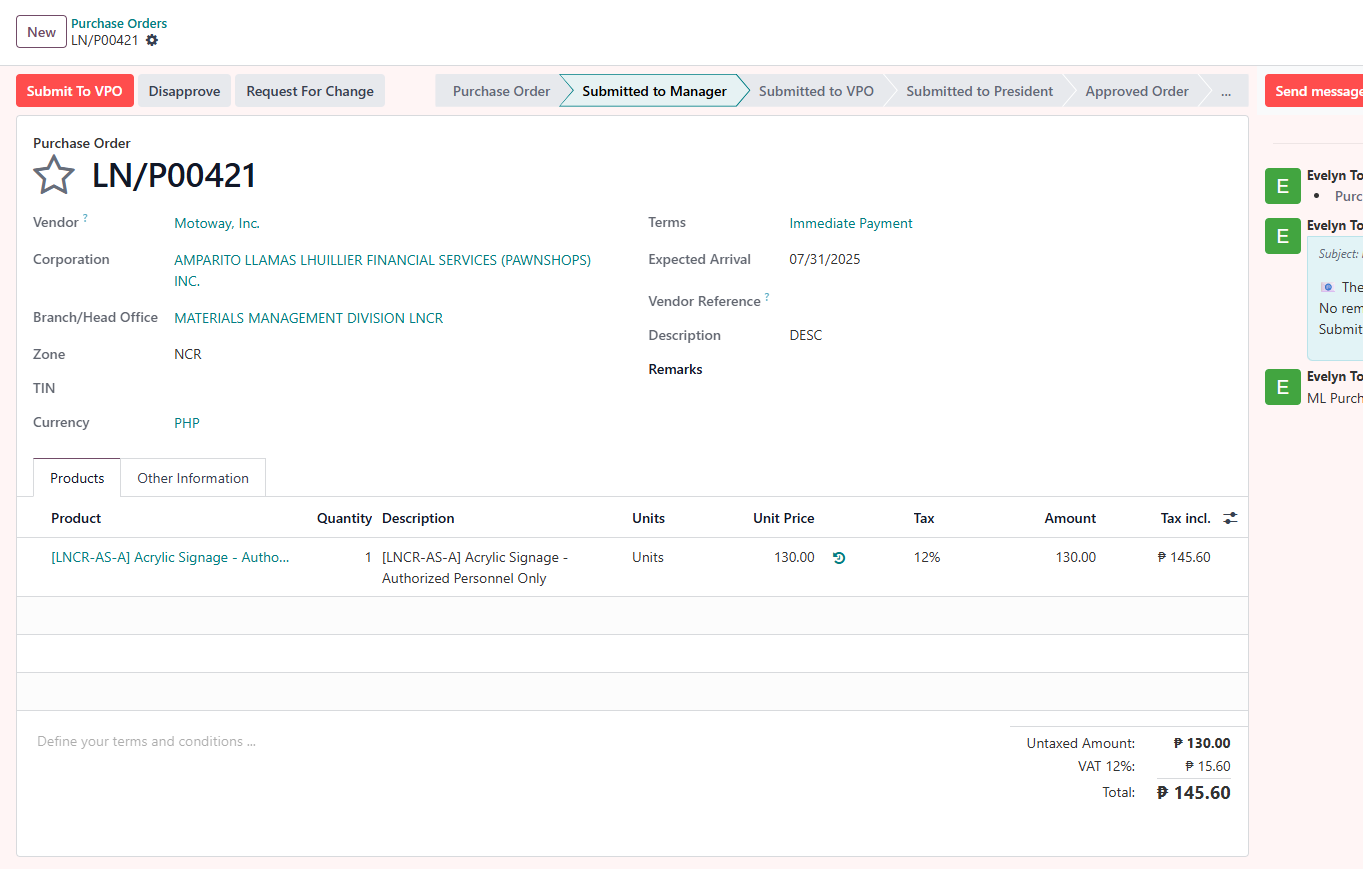 New
Purchase Orders
LN/P00421
Submit To VPO
Disapprove
Request For Change
Purchase Order
Submitted to Manager
Submitted to VPO
Submitted to President
Approved Order
...
Send message
Purchase Order
LN/P00421
Vendor ?
Motoway, Inc.
Corporation
AMPARITO LLAMAS LHUILLIER FINANCIAL SERVICES (PAWNSHOPS)
INC.
Branch/Head Office
MATERIALS MANAGEMENT DIVISION LNCR
Zone
NCR
TIN
Currency
PHP
Terms
Immediate Payment
Expected Arrival
07/31/2025
Vendor Reference ?
Description
DESC
Remarks
Products
Other Information
Product Quantity Description Units Unit Price Tax Amount Tax incl.
[LNCR-AS-A] Acrylic Signage - Autho... 1 [LNCR-AS-A] Acrylic Signage - Units 130.00 12% 130.00 ₱ 145.60
Authorized Personnel Only
Define your terms and conditions ...
Untaxed Amount: ₱ 130.00
VAT 12%: ₱ 15.60
Total: ₱ 145.60
E
Evelyn To
Purc
E
Evelyn To
Subject:
The
No rem
Submit
E
Evelyn To
ML Purch